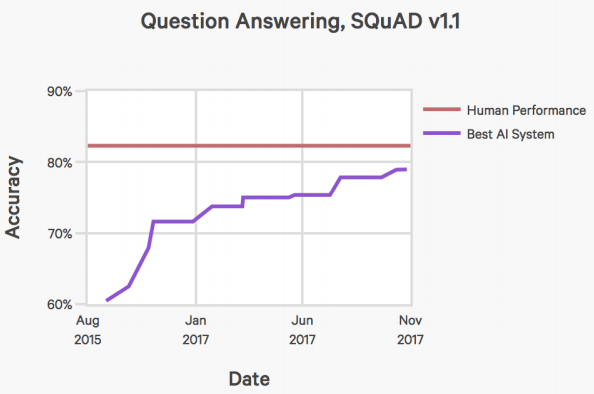 Question Answering, SQuAD v1.1
90%
Human Performance
Best AI System
80%
Accuracy
70%
60%
Aug Jan Jun Nov
2015 2017 2017 2017
Date